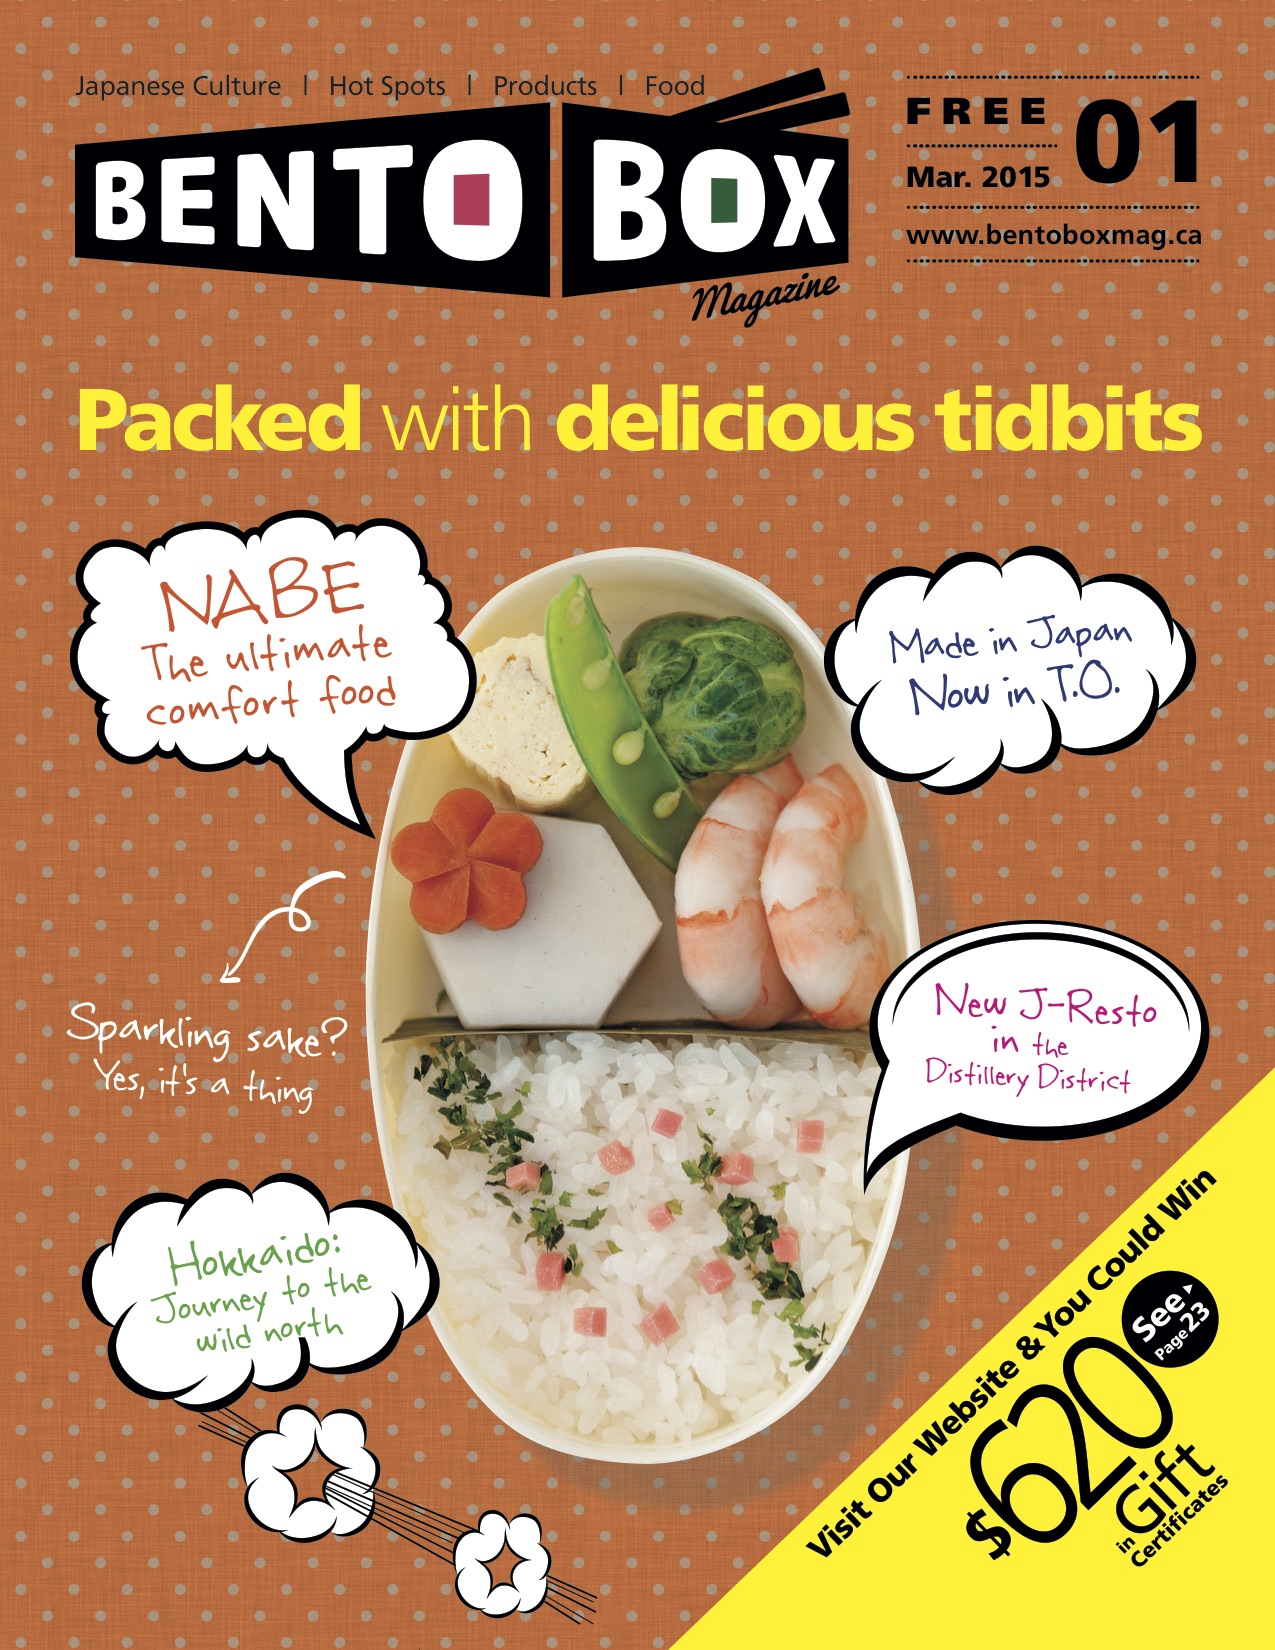 Japanese Culture | Hot Spots | Products | Food
BENTO BOX
Magazine
FREE
Mar. 2015
01
www.bentoboxmag.ca
Packed with delicious tidbits
NABE
The ultimate
comfort food
Made in Japan
Now in T.O.
Sparkling sake?
Yes, it's a thing
New J-Resto
in the
Distillery District
Hokkaido:
Journey to the
wild north
Visit Our Website & You Could Win
$620
in Gift
Certificates
See
Page 23